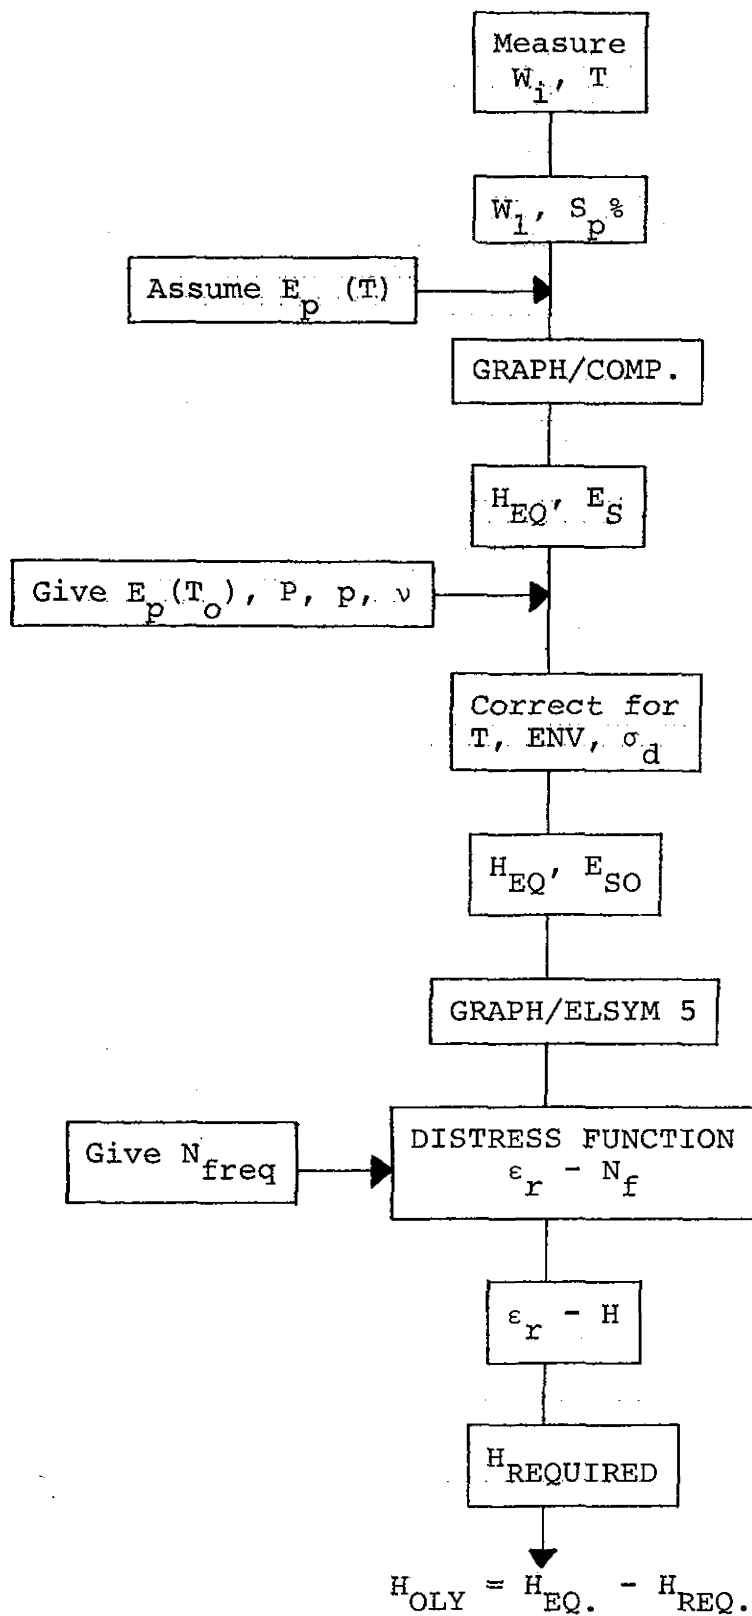 Measure
W_i, T
W_1, S_p%
Assume E_p (T)
GRAPH/COMP.
H_EQ, E_S
Give E_p(T_o), P, p, ν
Correct for
T, ENV, σ_d
H_EQ, E_SO
GRAPH/ELSYM 5
Give N_freq
DISTRESS FUNCTION
ε_r - N_f
ε_r - H
H_REQUIRED
H_OLY = H_EQ. - H_REQ.